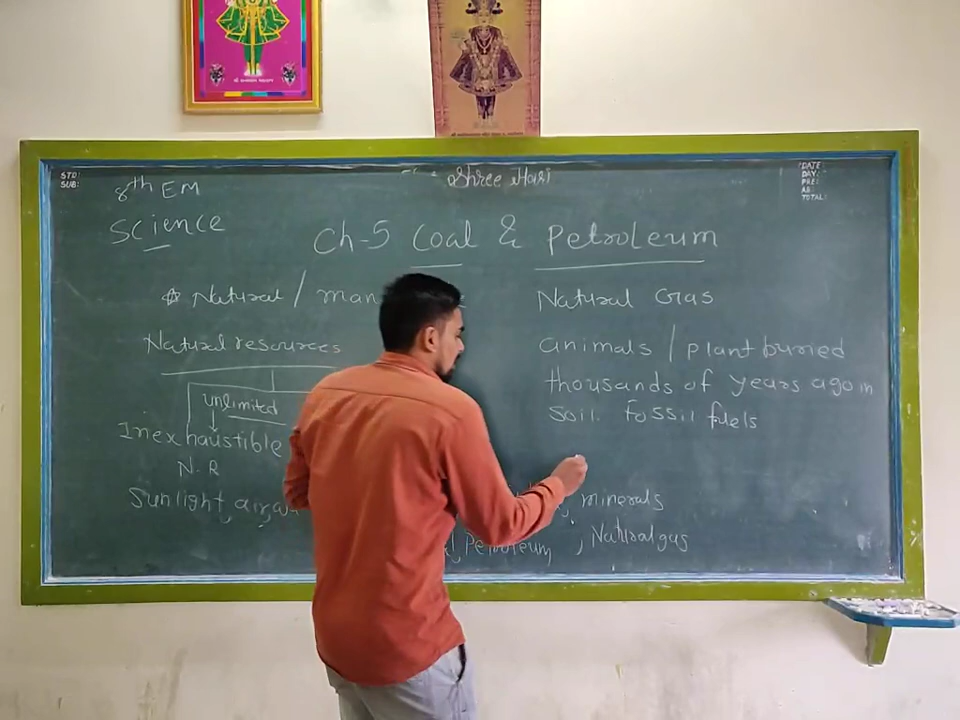 STD:
SUB:
8th EM
Shree Hari
DATE
DAY:
PRE:
AB
TOTAL:
Science
Ch-5 Coal & Petroleum
Natural / man
Natural resources
unlimited
Inexhaustible
N.R
Sunlight, air,
Natural Gas
animals / plant buried
thousands of years ago in
soil. Fossil fuels
minerals
Petroleum, Natural gas